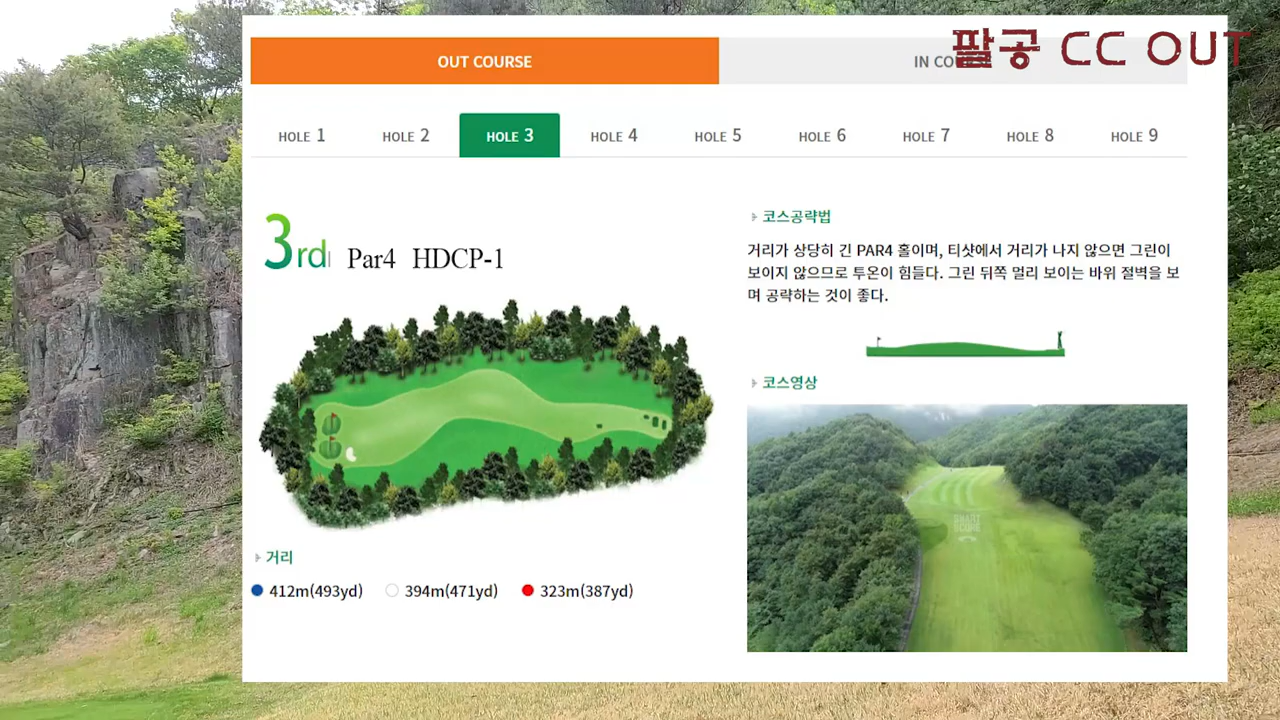 팔공 CC OUT
OUT COURSE
IN COURSE
HOLE 1
HOLE 2
HOLE 3
HOLE 4
HOLE 5
HOLE 6
HOLE 7
HOLE 8
HOLE 9
3rd Par4 HDCP-1
코스공략법
거리가 상당히 긴 PAR4 홀이며, 티샷에서 거리가 나지 않으면 그린이
보이지 않으므로 투온이 힘들다. 그린 뒤쪽 멀리 보이는 바위 절벽을 보
며 공략하는 것이 좋다.
코스영상
SMART
SCORE
거리
412m(493yd)
394m(471yd)
323m(387yd)